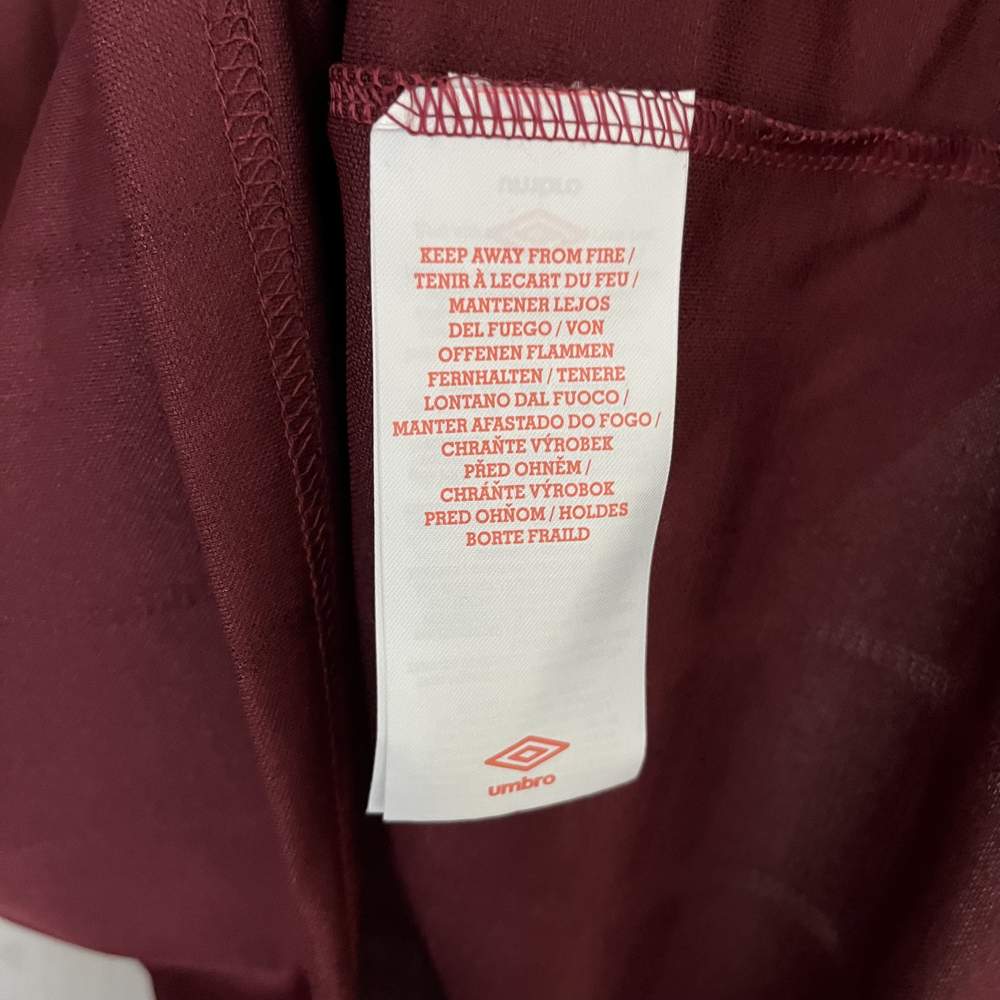 KEEP AWAY FROM FIRE /
TENIR À LECART DU FEU /
MANTENER LEJOS
DEL FUEGO / VON
OFFENEN FLAMMEN
FERNHALTEN / TENERE
LONTANO DAL FUOCO /
MANTER AFASTADO DO FOGO /
CHRAŇTE VÝROBEK
PŘED OHNĚM /
CHRÁŇTE VÝROBOK
PRED OHŇOM / HOLDES
BORTE FRAILD
umbro